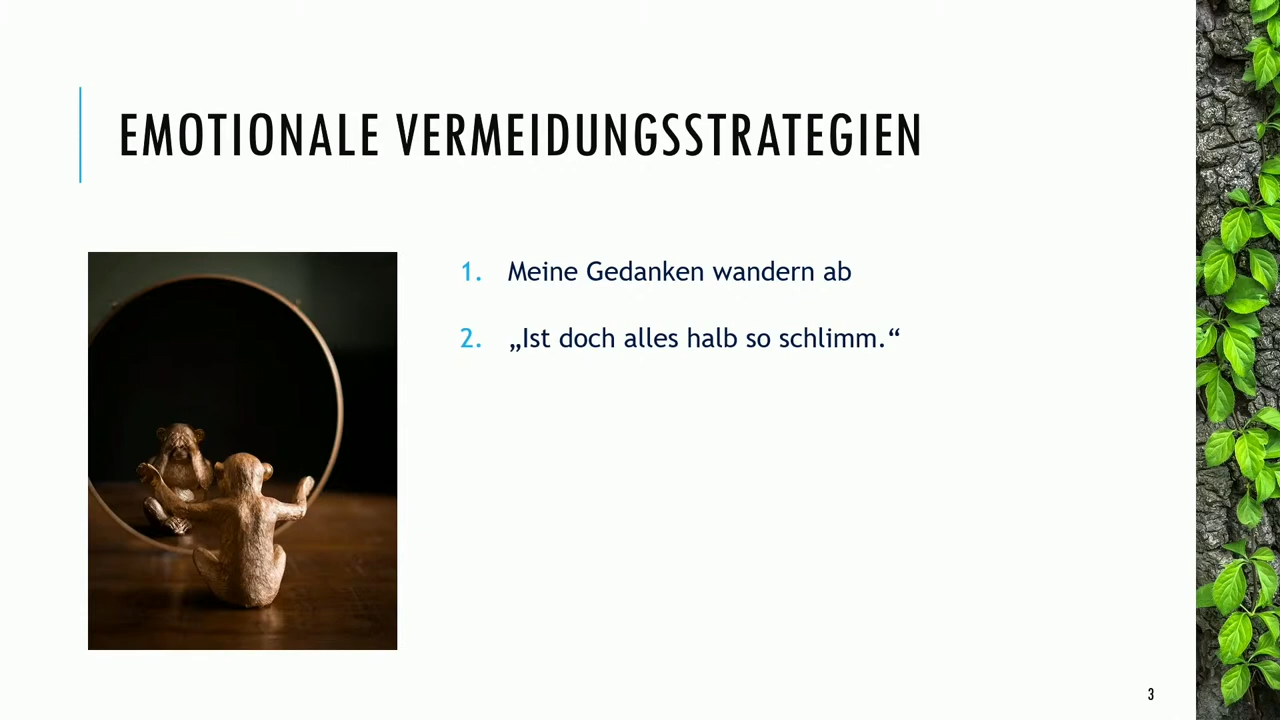 EMOTIONALE VERMEIDUNGSSTRATEGIEN
1. Meine Gedanken wandern ab
2. „Ist doch alles halb so schlimm.“
3